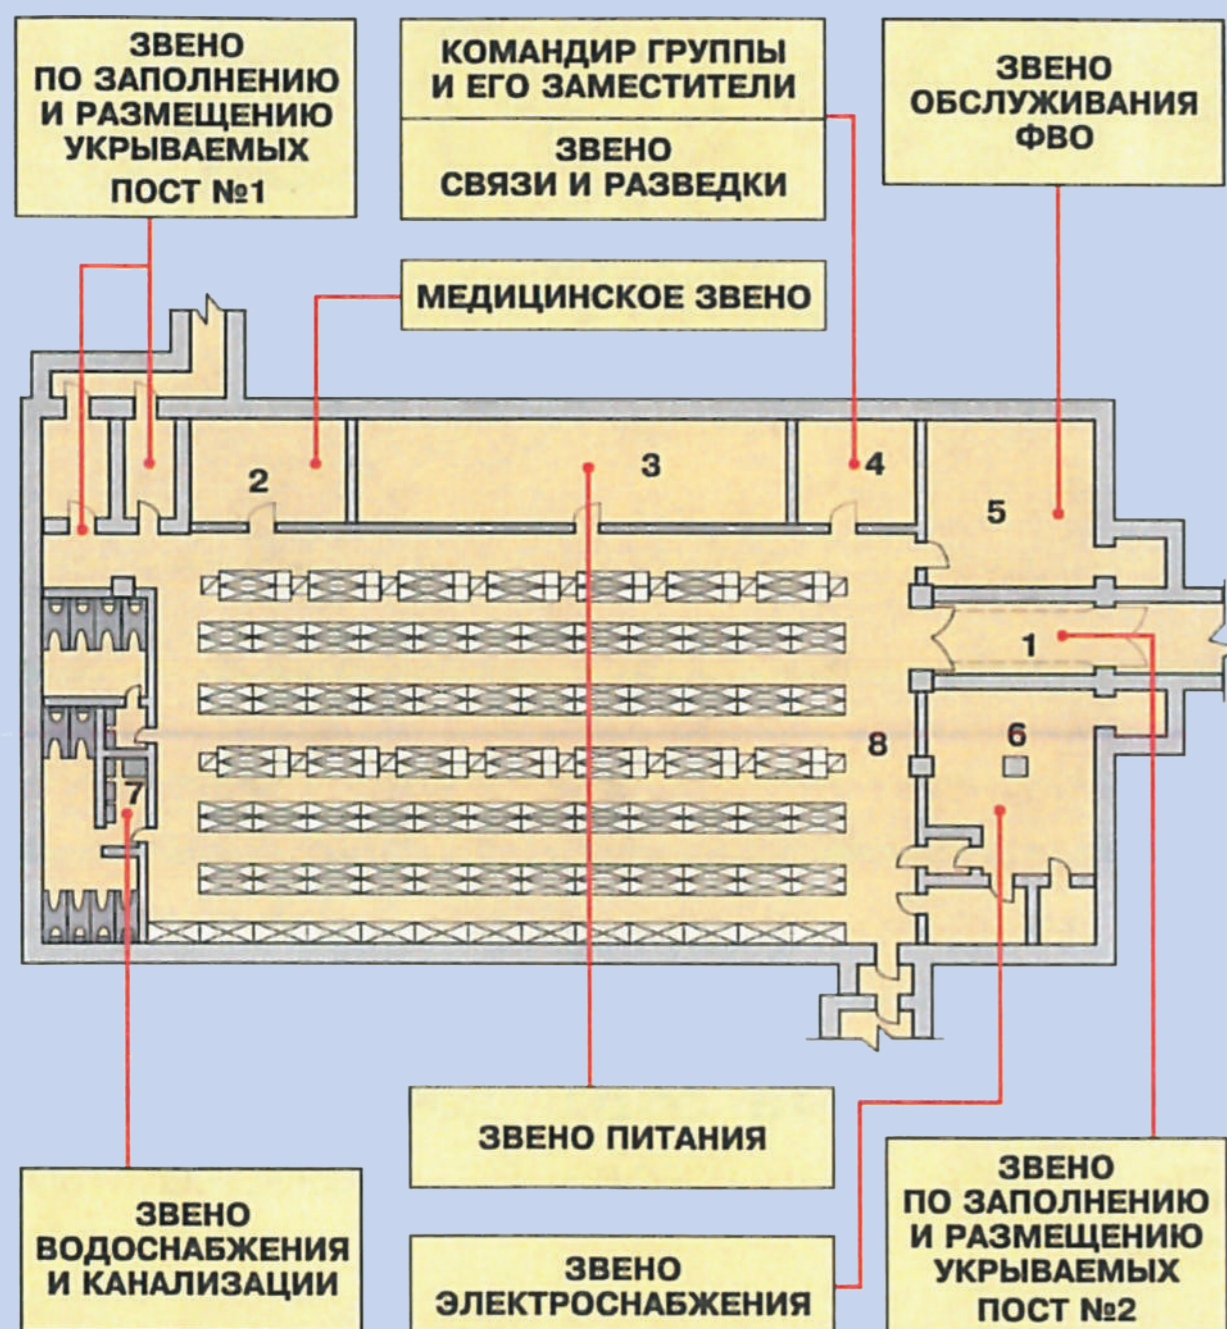 ЗВЕНО
ПО ЗАПОЛНЕНИЮ
И РАЗМЕЩЕНИЮ
УКРЫВАЕМЫХ
ПОСТ №1
КОМАНДИР ГРУППЫ
И ЕГО ЗАМЕСТИТЕЛИ
ЗВЕНО
СВЯЗИ И РАЗВЕДКИ
ЗВЕНО
ОБСЛУЖИВАНИЯ
ФВО
МЕДИЦИНСКОЕ ЗВЕНО
2
3
4
5
1
6
8
7
ЗВЕНО ПИТАНИЯ
ЗВЕНО
ВОДОСНАБЖЕНИЯ
И КАНАЛИЗАЦИИ
ЗВЕНО
ЭЛЕКТРОСНАБЖЕНИЯ
ЗВЕНО
ПО ЗАПОЛНЕНИЮ
И РАЗМЕЩЕНИЮ
УКРЫВАЕМЫХ
ПОСТ №2